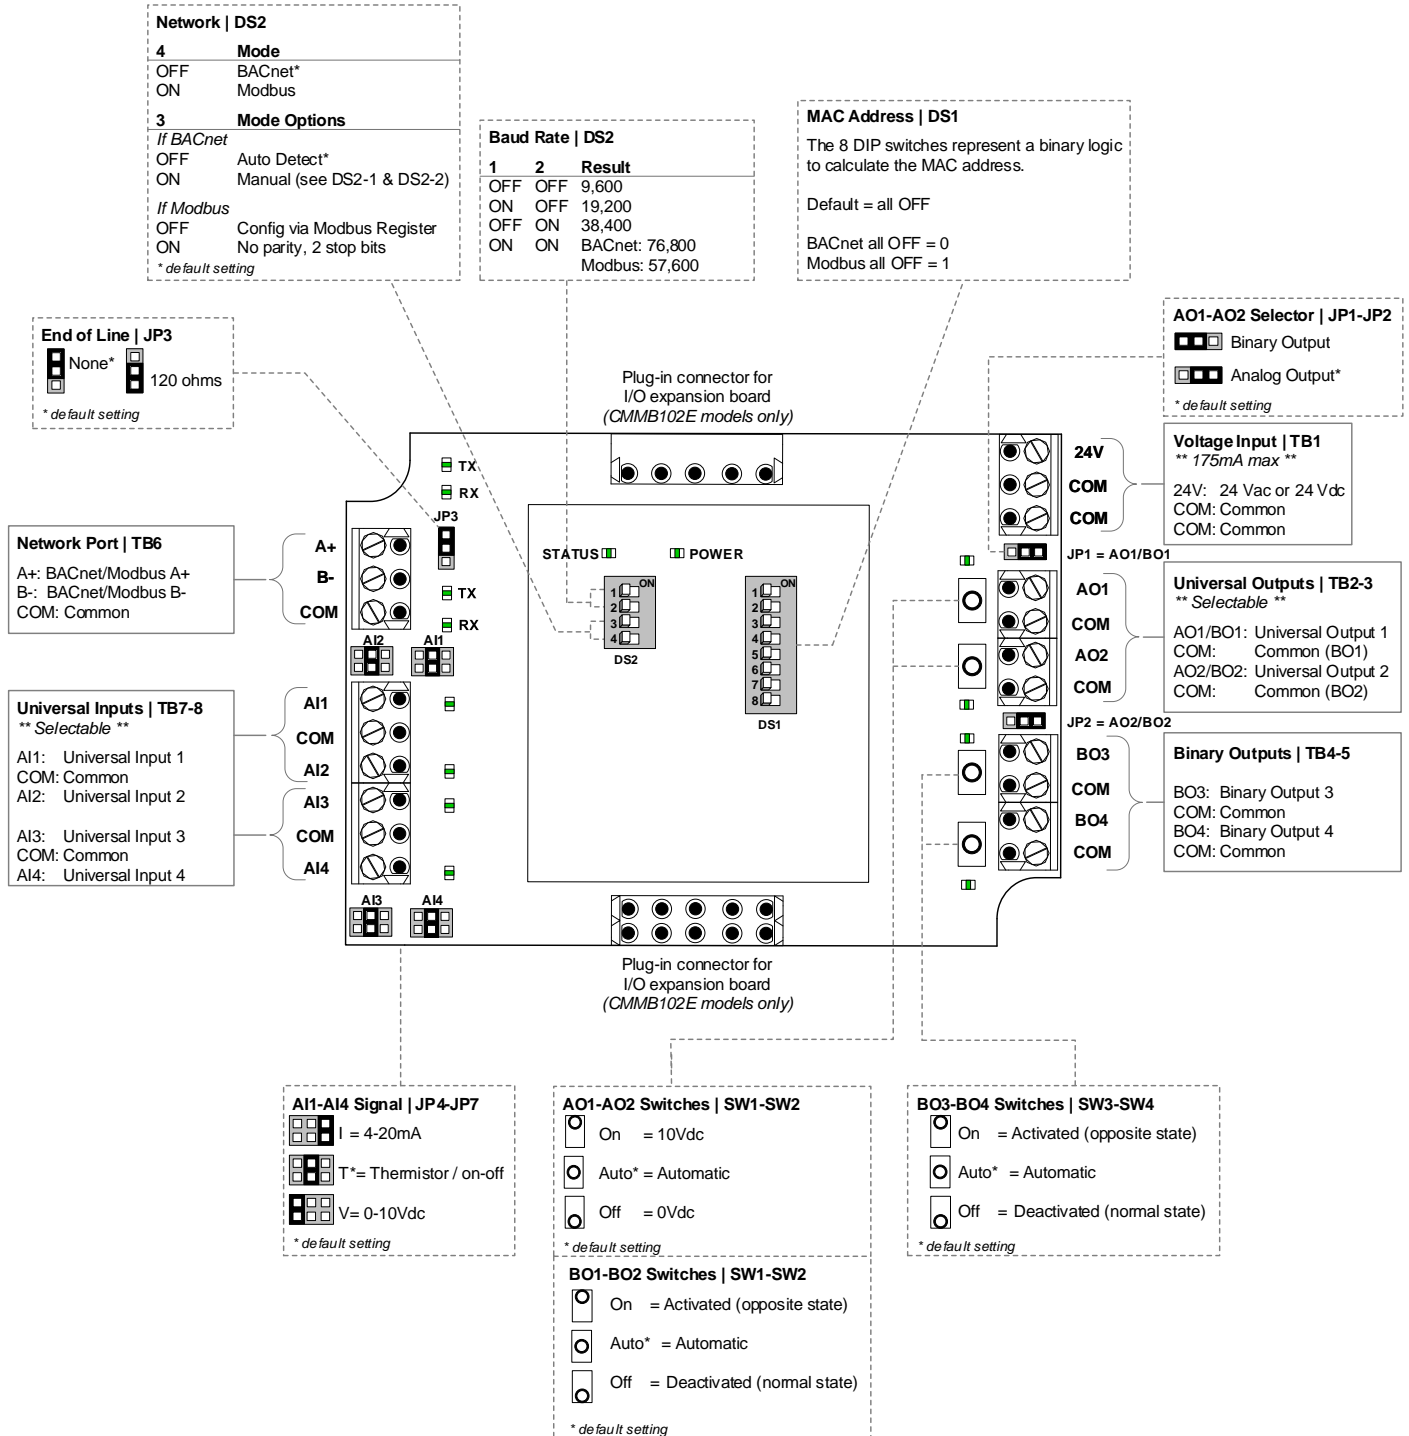 Network | DS2
4 Mode
OFF BACnet*
ON Modbus
3 Mode Options
If BACnet
OFF Auto Detect*
ON Manual (see DS2-1 & DS2-2)
If Modbus
OFF Config via Modbus Register
ON No parity, 2 stop bits
* default setting
Baud Rate | DS2
1 2 Result
OFF OFF 9,600
ON OFF 19,200
OFF ON 38,400
ON ON BACnet: 76,800
Modbus: 57,600
MAC Address | DS1
The 8 DIP switches represent a binary logic
to calculate the MAC address.
Default = all OFF
BACnet all OFF = 0
Modbus all OFF = 1
End of Line | JP3
None*
120 ohms
* default setting
AO1-AO2 Selector | JP1-JP2
Binary Output
Analog Output*
* default setting
Plug-in connector for
I/O expansion board
(CMMB102E models only)
Voltage Input | TB1
** 175mA max **
24V: 24 Vac or 24 Vdc
COM: Common
COM: Common
Network Port | TB6
A+: BACnet/Modbus A+
B-: BACnet/Modbus B-
COM: Common
A+
B-
COM
TX
RX
JP3
TX
RX
AI2
AI1
STATUS
POWER
ON
1
2
3
4
DS2
ON
1
2
3
4
5
6
7
8
DS1
24V
COM
COM
JP1 = AO1/BO1
AO1
COM
AO2
COM
JP2 = AO2/BO2
BO3
COM
BO4
COM
Universal Outputs | TB2-3
** Selectable **
AO1/BO1: Universal Output 1
COM: Common (BO1)
AO2/BO2: Universal Output 2
COM: Common (BO2)
Universal Inputs | TB7-8
** Selectable **
AI1: Universal Input 1
COM: Common
AI2: Universal Input 2
AI3: Universal Input 3
COM: Common
AI4: Universal Input 4
AI1
COM
AI2
AI3
COM
AI4
AI3
AI4
Binary Outputs | TB4-5
BO3: Binary Output 3
COM: Common
BO4: Binary Output 4
COM: Common
Plug-in connector for
I/O expansion board
(CMMB102E models only)
AI1-AI4 Signal | JP4-JP7
I = 4-20mA
T*= Thermistor / on-off
V= 0-10Vdc
* default setting
AO1-AO2 Switches | SW1-SW2
On = 10Vdc
Auto* = Automatic
Off = 0Vdc
* default setting
BO1-BO2 Switches | SW1-SW2
On = Activated (opposite state)
Auto* = Automatic
Off = Deactivated (normal state)
* default setting
BO3-BO4 Switches | SW3-SW4
On = Activated (opposite state)
Auto* = Automatic
Off = Deactivated (normal state)
* default setting